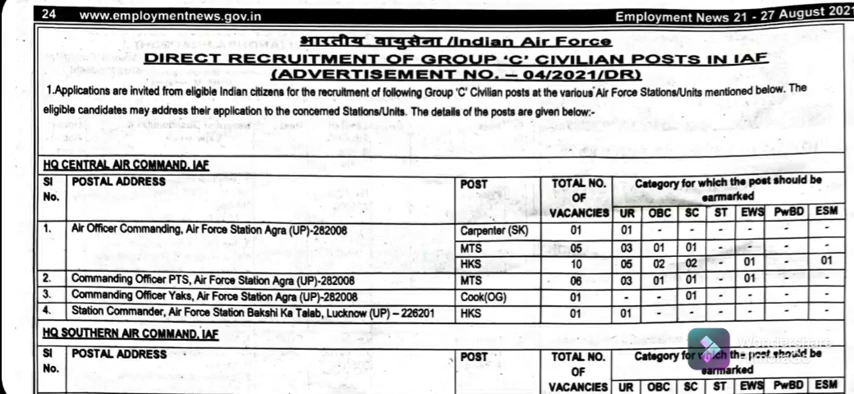 24 www.employmentnews.gov.in Employment News 21 - 27 August 2021
भारतीय वायुसेना /Indian Air Force
DIRECT RECRUITMENT OF GROUP 'C' CIVILIAN POSTS IN IAF
(ADVERTISEMENT NO. – 04/2021/DR)
1.Applications are invited from eligible Indian citizens for the recruitment of following Group 'C' Civilian posts at the various Air Force Stations/Units mentioned below. The
eligible candidates may address their application to the concerned Stations/Units. The details of the posts are given below:-
HQ CENTRAL AIR COMMAND, IAF
Sl No. POSTAL ADDRESS POST TOTAL NO. OF VACANCIES Category for which the post should be earmarked
UR OBC SC ST EWS PwBD ESM
1. Air Officer Commanding, Air Force Station Agra (UP)-282008 Carpenter (SK) 01 01 - - - - - -
MTS 05 03 01 01 - - - -
HKS 10 05 02 02 - 01 - 01
2. Commanding Officer PTS, Air Force Station Agra (UP)-282008 MTS 06 03 01 01 - 01 - -
3. Commanding Officer Yaks, Air Force Station Agra (UP)-282008 Cook(OG) 01 - - 01 - - - -
4. Station Commander, Air Force Station Bakshi Ka Talab, Lucknow (UP) – 226201 HKS 01 01 - - - - - -
HQ SOUTHERN AIR COMMAND, IAF
Sl No. POSTAL ADDRESS POST TOTAL NO. OF VACANCIES Category for which the post should be earmarked
UR OBC SC ST EWS PwBD ESM